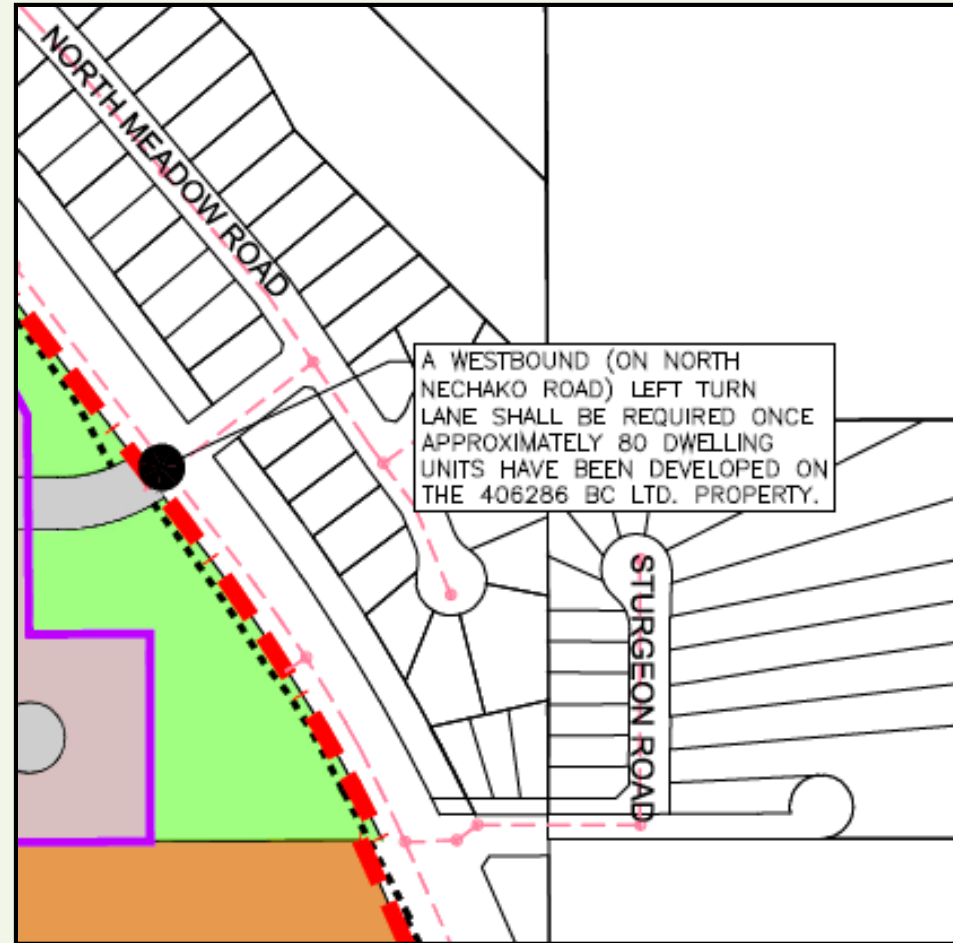 NORTH MEADOW ROAD
A WESTBOUND (ON NORTH
NECHAKO ROAD) LEFT TURN
LANE SHALL BE REQUIRED ONCE
APPROXIMATELY 80 DWELLING
UNITS HAVE BEEN DEVELOPED ON
THE 406286 BC LTD. PROPERTY.
STURGEON ROAD